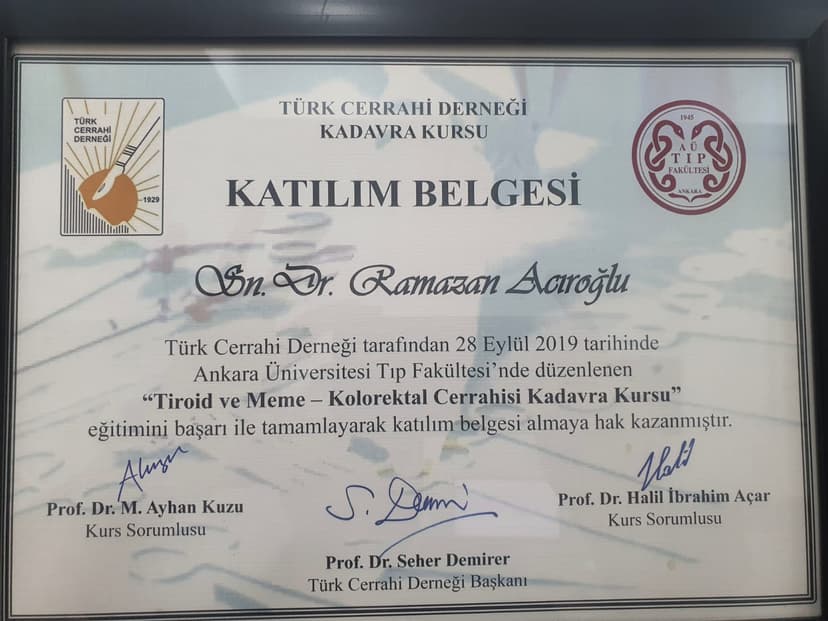 TÜRK
CERRAHİ
DERNEĞİ
1929
TÜRK CERRAHİ DERNEĞİ
KADAVRA KURSU
1945
AÜ
TIP
FAKÜLTESİ
ANKARA
KATILIM BELGESİ
Sn. Dr. Ramazan Acıroğlu
Türk Cerrahi Derneği tarafından 28 Eylül 2019 tarihinde
Ankara Üniversitesi Tıp Fakültesi’nde düzenlenen
“Tiroid ve Meme – Kolorektal Cerrahisi Kadavra Kursu”
eğitimini başarı ile tamamlayarak katılım belgesi almaya hak kazanmıştır.
Halil
S. Demi
Prof. Dr. M. Ayhan Kuzu
Kurs Sorumlusu
Prof. Dr. Halil İbrahim Açar
Kurs Sorumlusu
Prof. Dr. Seher Demirer
Türk Cerrahi Derneği Başkanı